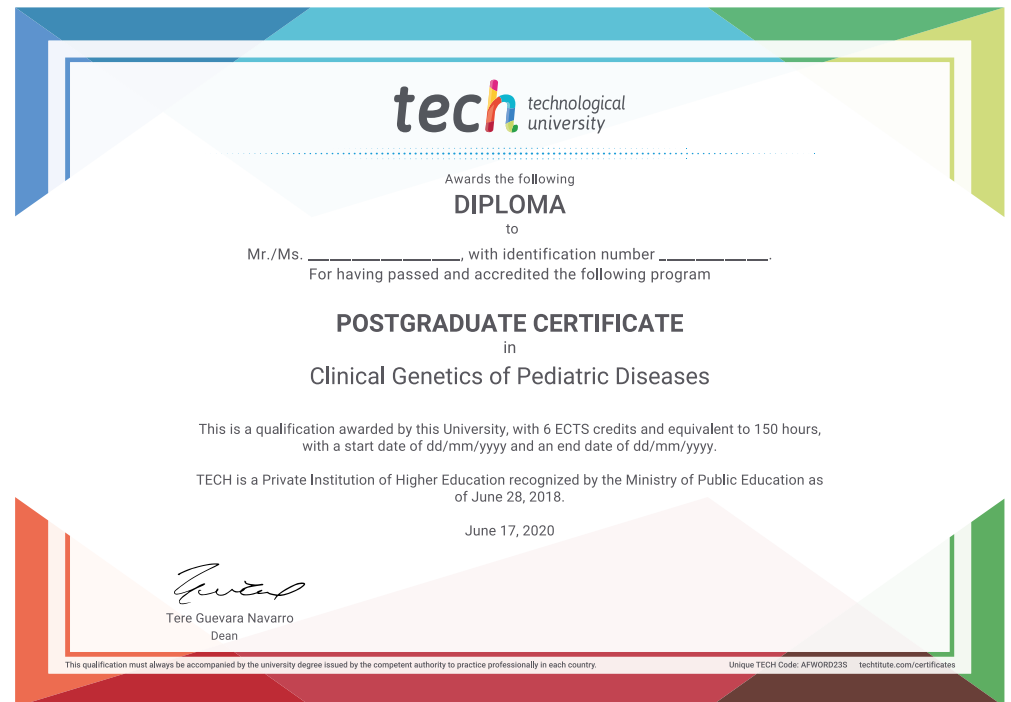 tech technological
university
Awards the following
DIPLOMA
to
Mr./Ms. ____________________, with identification number ______________.
For having passed and accredited the following program
POSTGRADUATE CERTIFICATE
in
Clinical Genetics of Pediatric Diseases
This is a qualification awarded by this University, with 6 ECTS credits and equivalent to 150 hours,
with a start date of dd/mm/yyyy and an end date of dd/mm/yyyy.
TECH is a Private Institution of Higher Education recognized by the Ministry of Public Education as
of June 28, 2018.
June 17, 2020
Tere Guevara Navarro
Dean
This qualification must always be accompanied by the university degree issued by the competent authority to practice professionally in each country.
Unique TECH Code: AFWORD23S techtitute.com/certificates